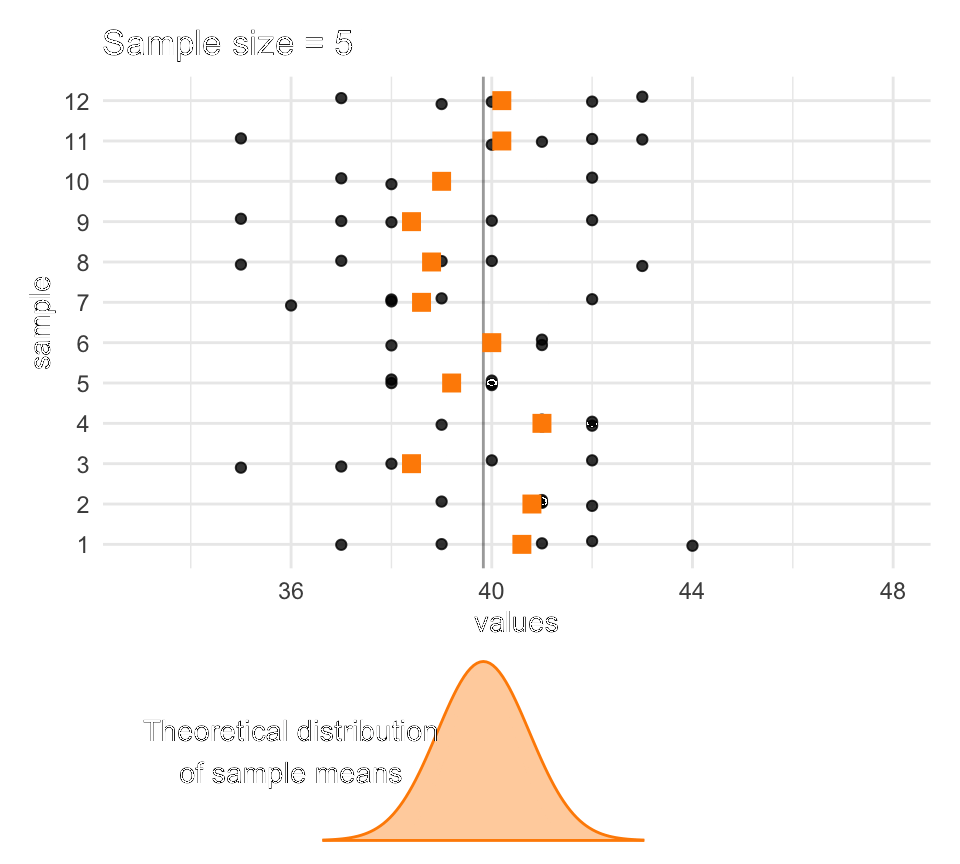 Sample size = 5
12
11
10
9
8
7
6
5
4
3
2
1
sample
36 40 44 48
values
Theoretical distribution
of sample means